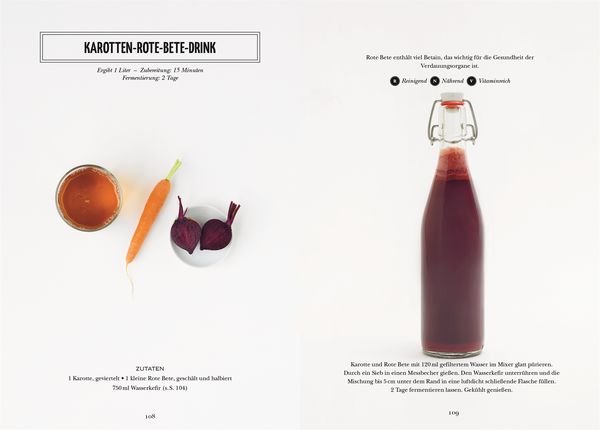 KAROTTEN-ROTE-BETE-DRINK
Ergibt 1 Liter – Zubereitung: 15 Minuten
Fermentierung: 2 Tage
ZUTATEN
1 Karotte, geviertelt • 1 kleine Rote Bete, geschält und halbiert
750 ml Wasserkefir (s. S. 104)
108
Rote Bete enthält viel Betain, das wichtig für die Gesundheit der
Verdauungsorgane ist.
R Reinigend N Nährend V Vitaminreich
Karotte und Rote Bete mit 120 ml gefiltertem Wasser im Mixer glatt pürieren.
Durch ein Sieb in einen Messbecher gießen. Den Wasserkefir unterrühren und die
Mischung bis 5 cm unter dem Rand in eine luftdicht schließende Flasche füllen.
2 Tage fermentieren lassen. Gekühlt genießen.
109